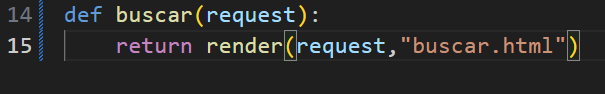 14 def buscar(request):
15     return render(request,"buscar.html")